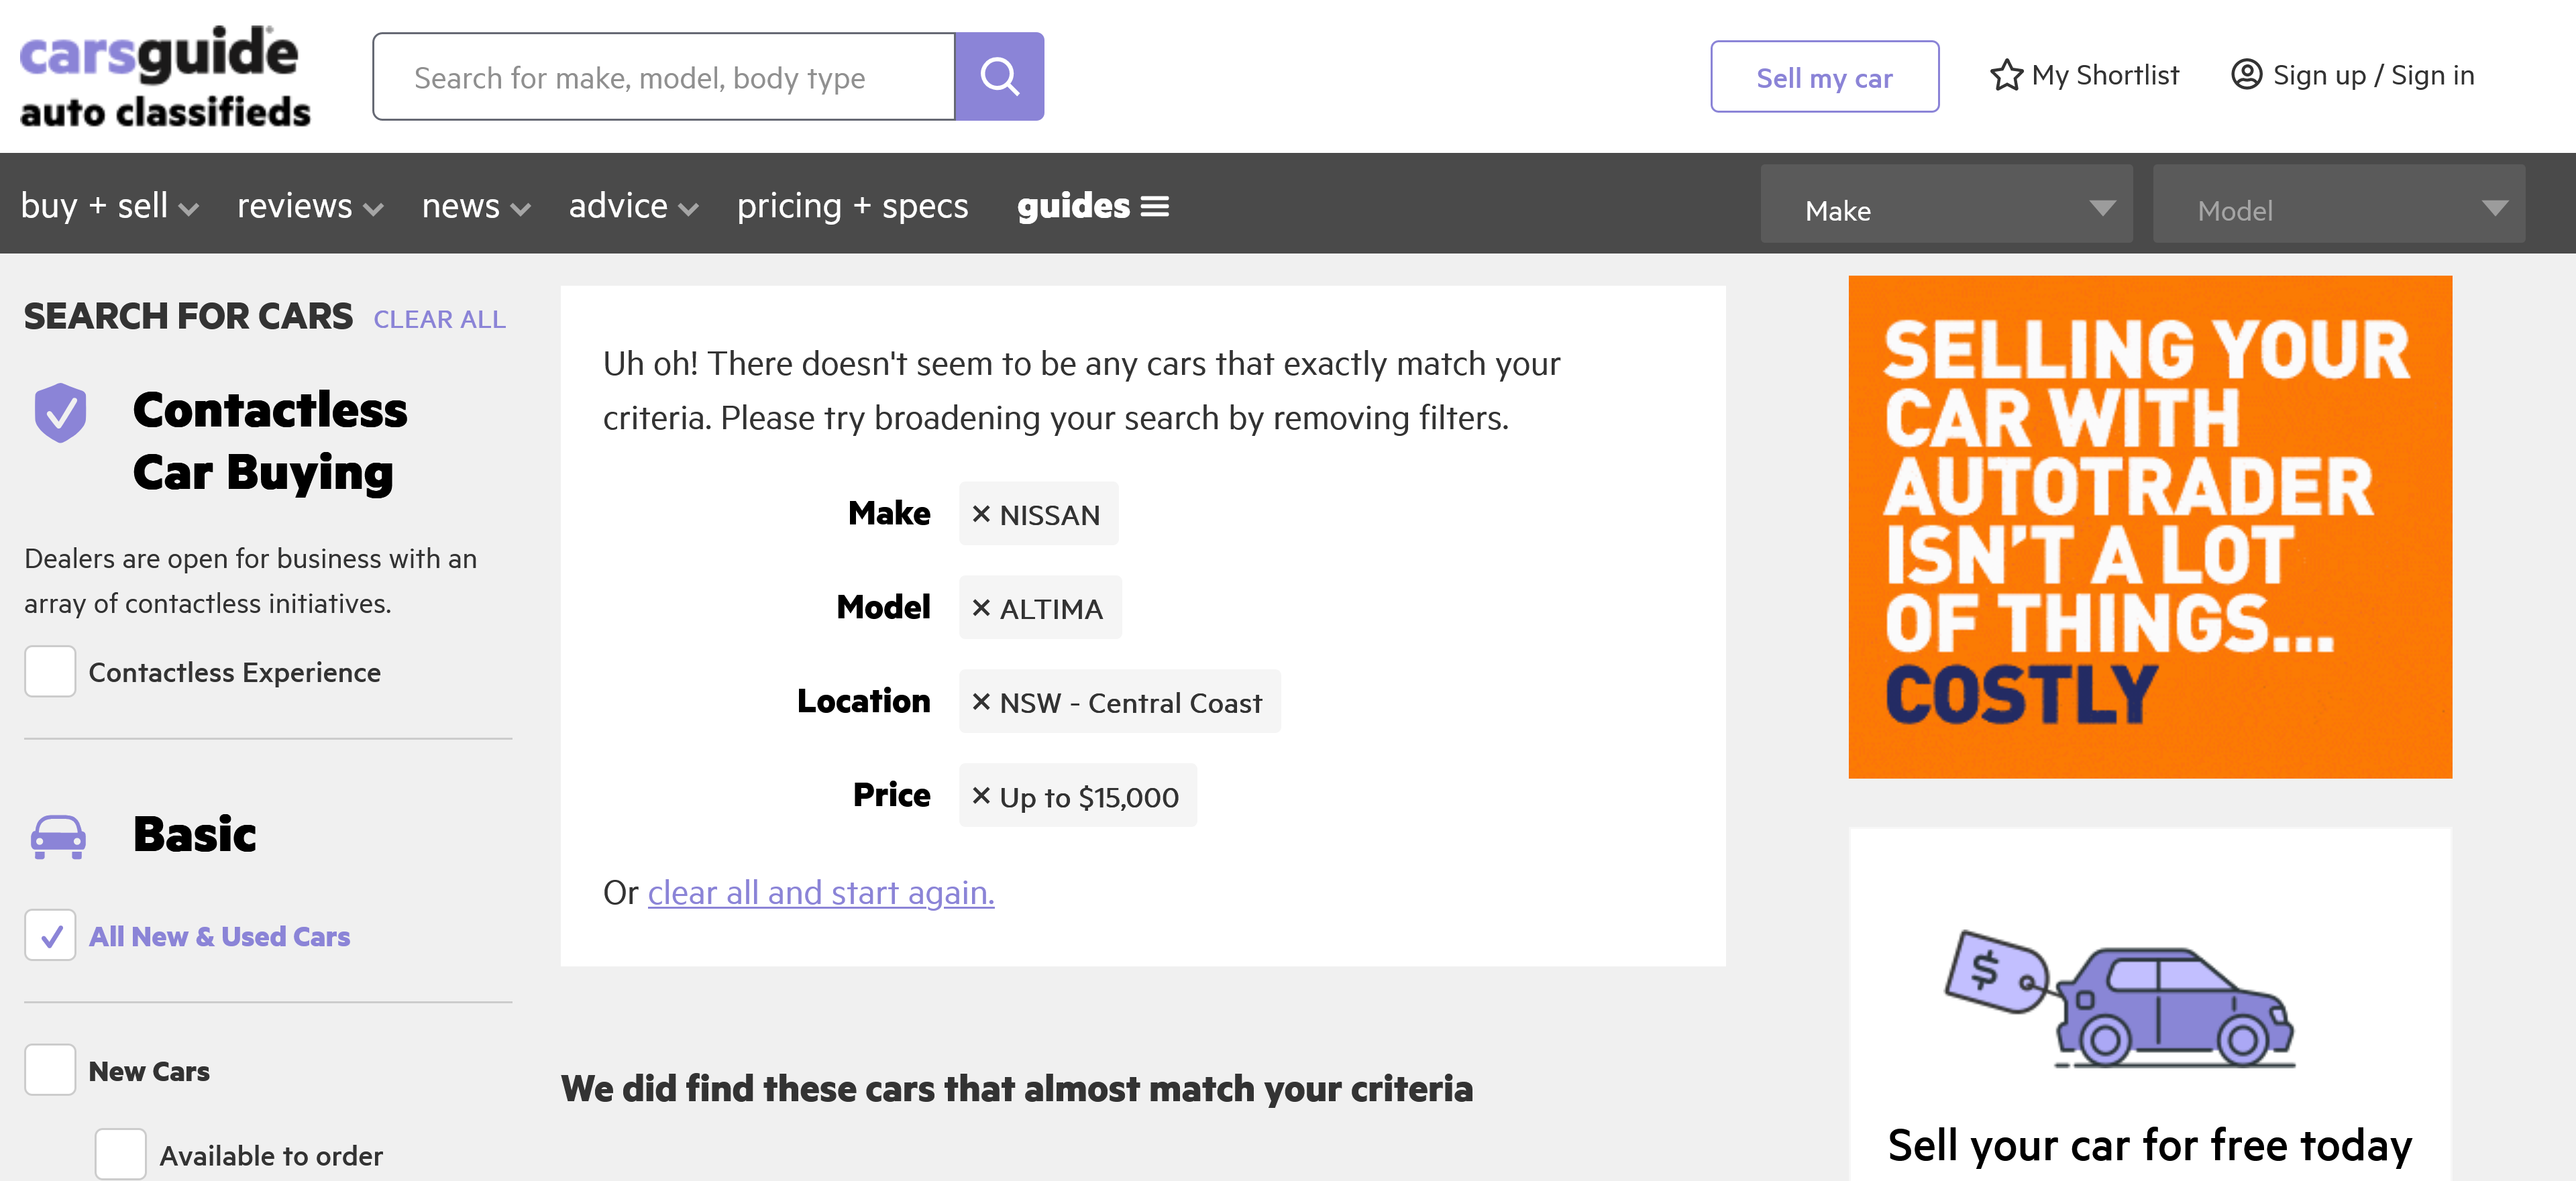 carsguide
auto classifieds
Search for make, model, body type
Sell my car
My Shortlist
Sign up / Sign in
buy + sell
reviews
news
advice
pricing + specs
guides
Make
Model
SEARCH FOR CARS
CLEAR ALL
Contactless
Car Buying
Dealers are open for business with an
array of contactless initiatives.
Contactless Experience
Basic
All New & Used Cars
New Cars
Available to order
Uh oh! There doesn't seem to be any cars that exactly match your
criteria. Please try broadening your search by removing filters.
Make × NISSAN
Model × ALTIMA
Location × NSW - Central Coast
Price × Up to $15,000
Or clear all and start again.
We did find these cars that almost match your criteria
SELLING YOUR
CAR WITH
AUTOTRADER
ISN'T A LOT
OF THINGS...
COSTLY
$
Sell your car for free today